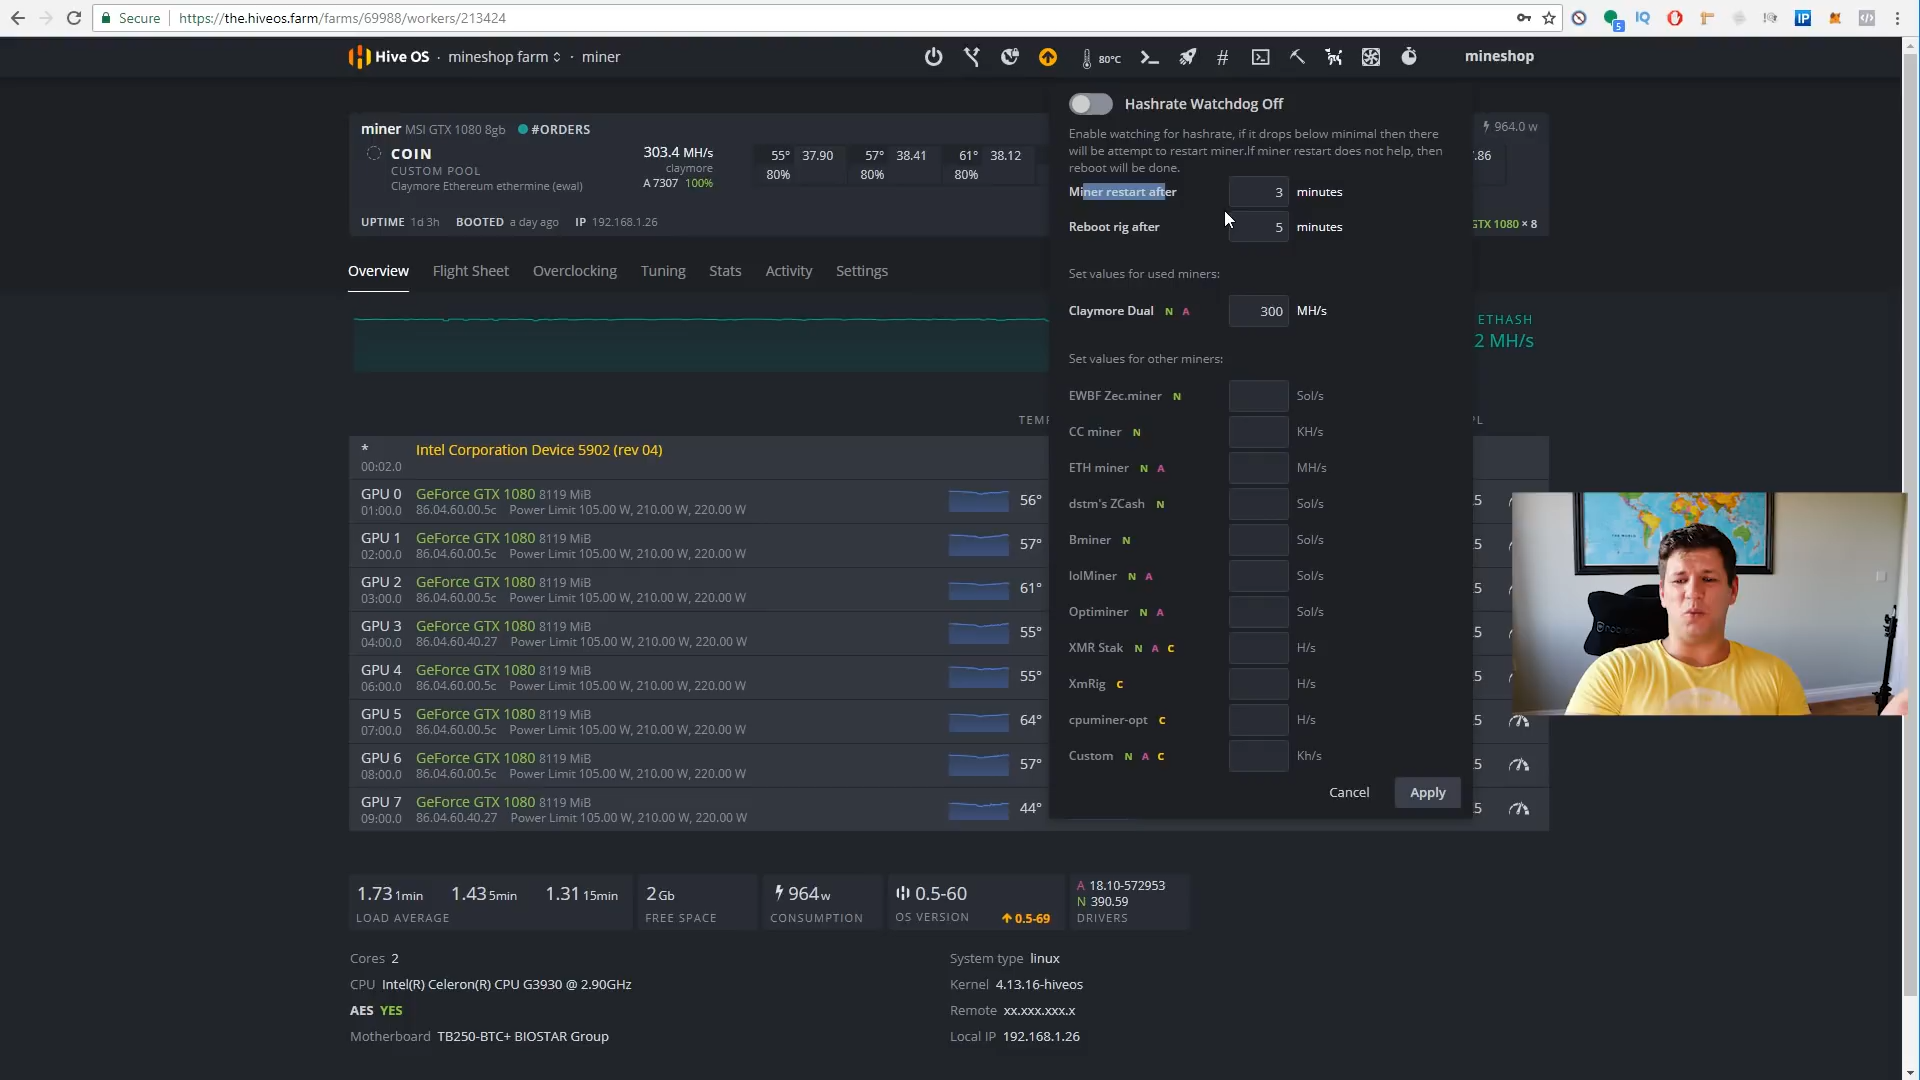 Secure
https://the.hiveos.farm/farms/69988/workers/213424
5
IQ
IP
Hive OS · mineshop farm · miner
80°C
#
mineshop
miner MSI GTX 1080 8gb #ORDERS
COIN
CUSTOM POOL
Claymore Ethereum ethermine (ewal)
303.4 MH/s
claymore
A 7307 100%
55° 37.90
80%
57° 38.41
80%
61° 38.12
80%
UPTIME 1d 3h BOOTED a day ago IP 192.168.1.26
964.0 w
.86
GTX 1080 × 8
Overview
Flight Sheet
Overclocking
Tuning
Stats
Activity
Settings
Hashrate Watchdog Off
Enable watching for hashrate, if it drops below minimal then there
will be attempt to restart miner.If miner restart does not help, then
reboot will be done.
Miner restart after 3 minutes
Reboot rig after 5 minutes
Set values for used miners:
Claymore Dual N A 300 MH/s
Set values for other miners:
EWBF Zec.miner N Sol/s
CC miner N KH/s
ETH miner N A MH/s
dstm's ZCash N Sol/s
Bminer N Sol/s
lolMiner N A Sol/s
Optiminer N A Sol/s
XMR Stak N A C H/s
XmRig C H/s
cpuminer-opt C H/s
Custom N A C Kh/s
Cancel
Apply
ETHASH
2 MH/s
TEMP
PL
* Intel Corporation Device 5902 (rev 04)
00:02.0
GPU 0 GeForce GTX 1080 8119 MiB 56°
01:00.0 86.04.60.00.5c Power Limit 105.00 W, 210.00 W, 220.00 W
GPU 1 GeForce GTX 1080 8119 MiB 57°
02:00.0 86.04.60.00.5c Power Limit 105.00 W, 210.00 W, 220.00 W
GPU 2 GeForce GTX 1080 8119 MiB 61°
03:00.0 86.04.60.00.5c Power Limit 105.00 W, 210.00 W, 220.00 W
GPU 3 GeForce GTX 1080 8119 MiB 55°
04:00.0 86.04.60.40.27 Power Limit 105.00 W, 210.00 W, 220.00 W
GPU 4 GeForce GTX 1080 8119 MiB 55°
06:00.0 86.04.60.00.5c Power Limit 105.00 W, 210.00 W, 220.00 W
GPU 5 GeForce GTX 1080 8119 MiB 64°
07:00.0 86.04.60.00.5c Power Limit 105.00 W, 210.00 W, 220.00 W
GPU 6 GeForce GTX 1080 8119 MiB 57°
08:00.0 86.04.60.00.5c Power Limit 105.00 W, 210.00 W, 220.00 W
GPU 7 GeForce GTX 1080 8119 MiB 44°
09:00.0 86.04.60.40.27 Power Limit 105.00 W, 210.00 W, 220.00 W
1.73 1min 1.43 5min 1.31 15min
LOAD AVERAGE
2 Gb
FREE SPACE
964 w
CONSUMPTION
0.5-60
OS VERSION 0.5-69
A 18.10-572953
N 390.59
DRIVERS
Cores 2
CPU Intel(R) Celeron(R) CPU G3930 @ 2.90GHz
AES YES
Motherboard TB250-BTC+ BIOSTAR Group
System type linux
Kernel 4.13.16-hiveos
Remote xx.xxx.xxx.x
Local IP 192.168.1.26